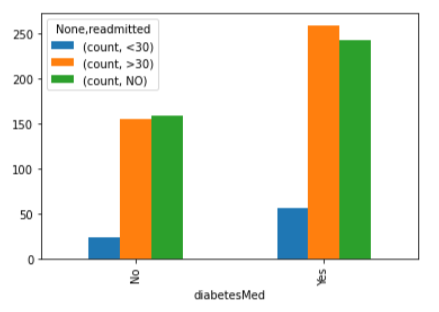 None,readmitted
(count, <30)
(count, >30)
(count, NO)
250
200
150
100
50
0
No
Yes
diabetesMed